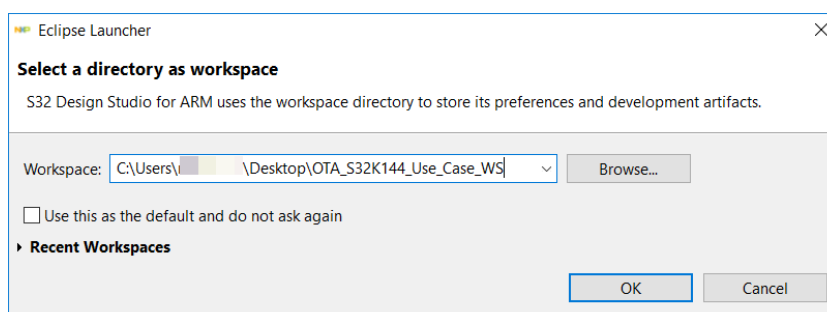 Eclipse Launcher
Select a directory as workspace
S32 Design Studio for ARM uses the workspace directory to store its preferences and development artifacts.
Workspace: C:\Users\ \Desktop\OTA_S32K144_Use_Case_WS Browse...
Use this as the default and do not ask again
Recent Workspaces
OK Cancel